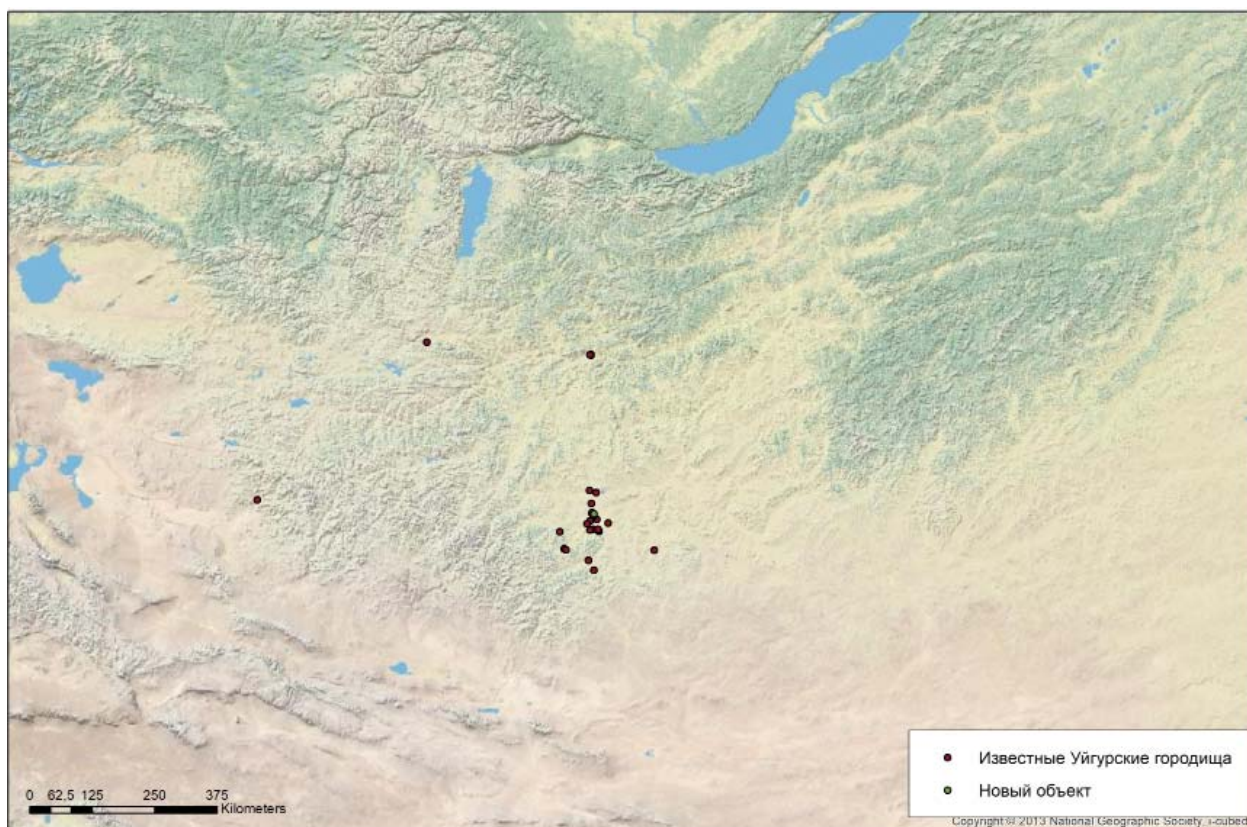 Известные Уйгурские городища
Новый объект
0 62,5 125 250 375
Kilometers
Copyright © 2013 National Geographic Society, i-cubed